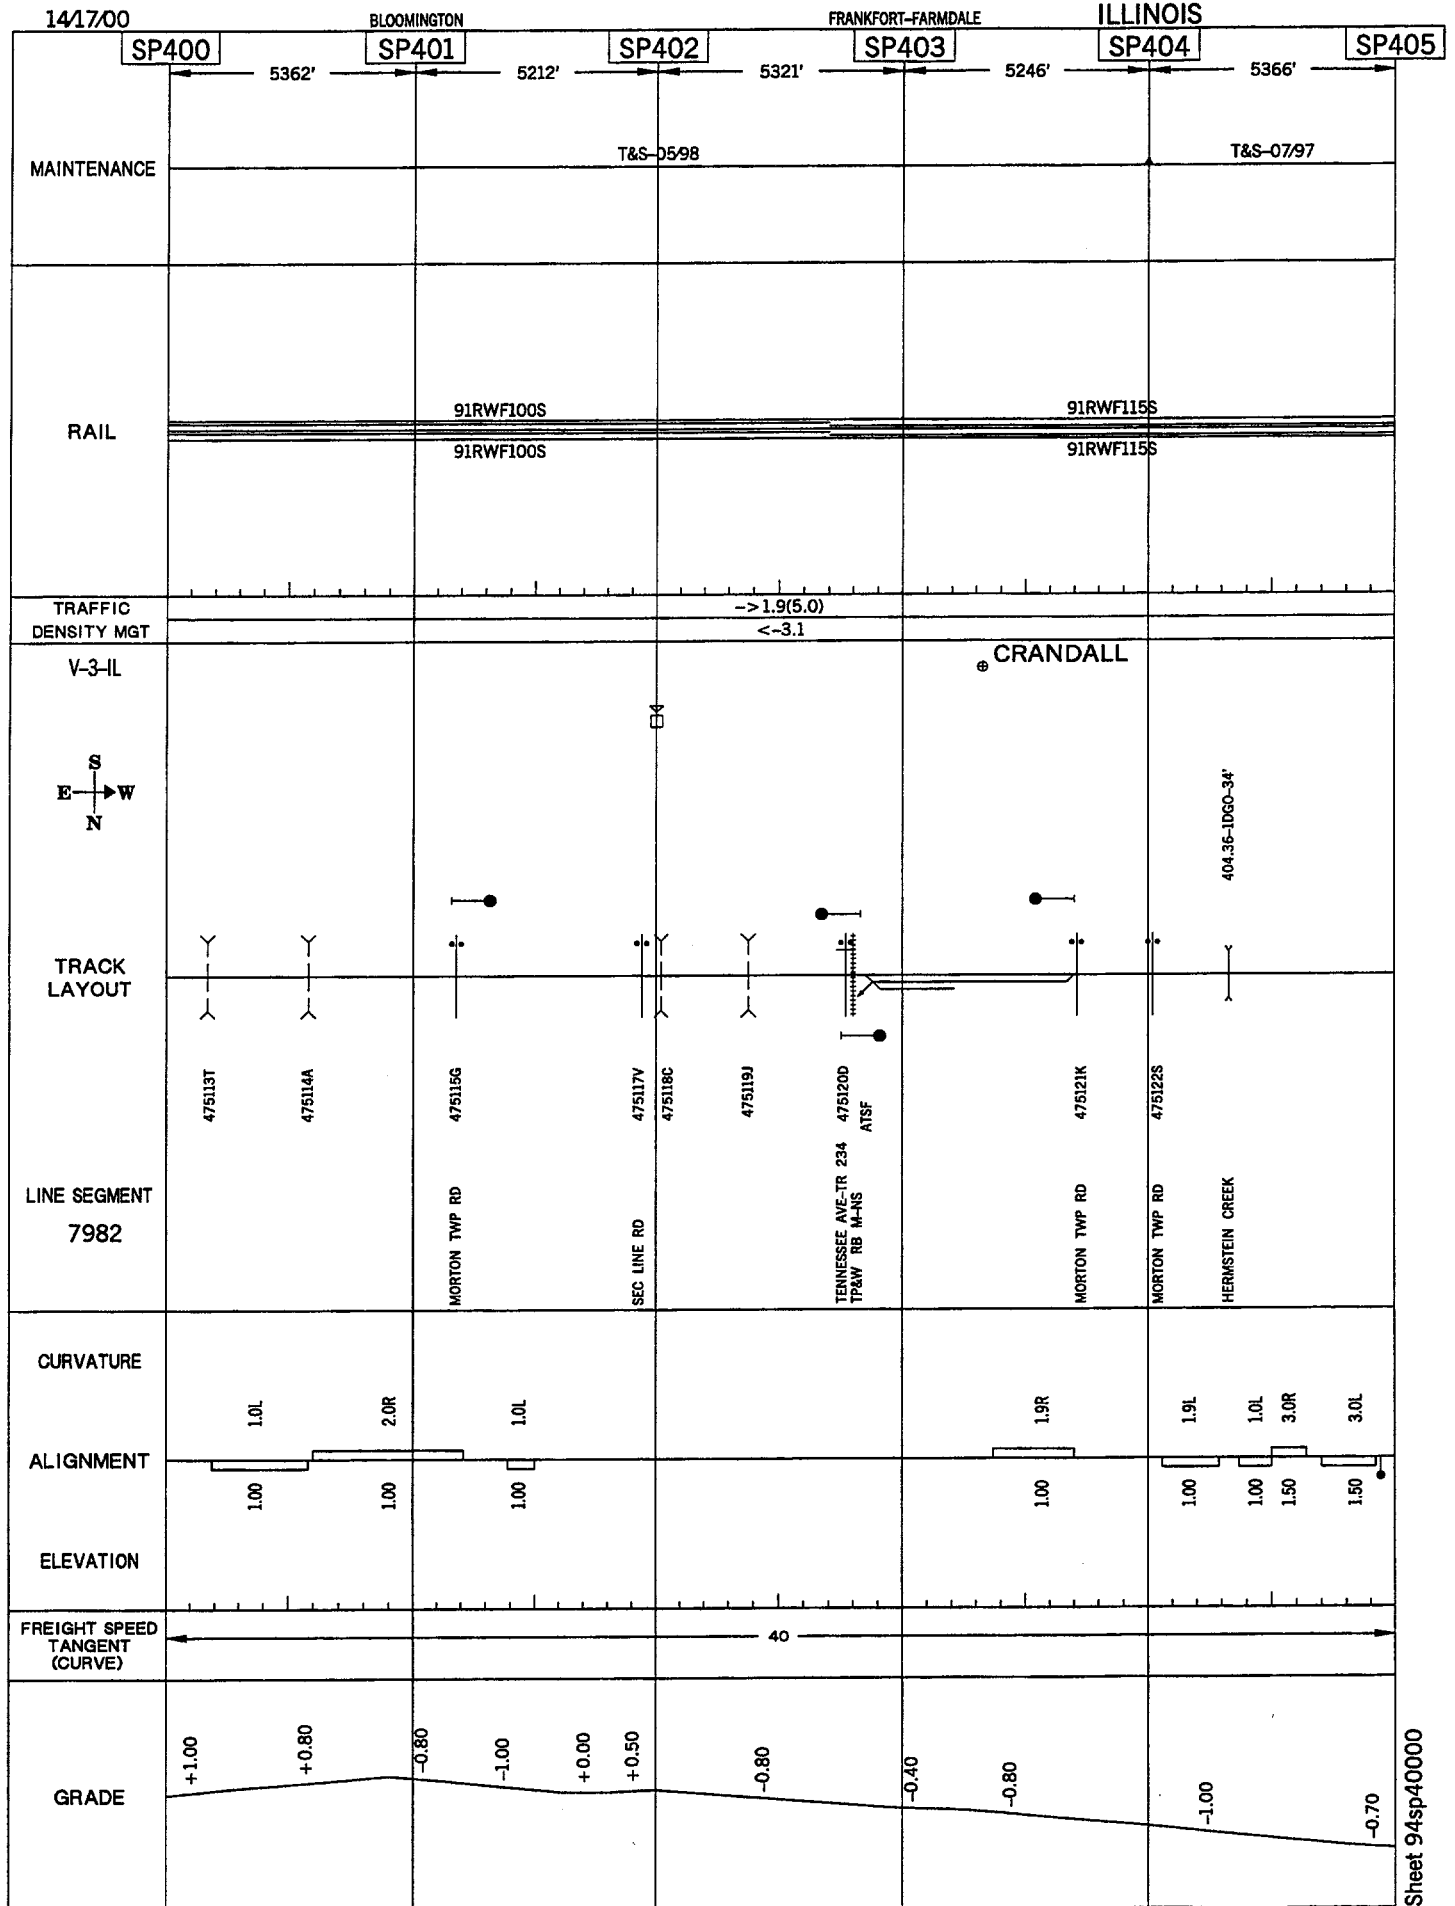 14/17/00 BLOOMINGTON FRANKFORT-FARMDALE ILLINOIS
SP400 SP401 SP402 SP403 SP404 SP405
5362' 5212' 5321' 5246' 5366'
MAINTENANCE
T&S-05/98 T&S-07/97
RAIL
91RWF100S 91RWF115S
91RWF100S 91RWF115S
TRAFFIC
DENSITY MGT
->1.9(5.0)
<-3.1
V-3-IL
CRANDALL
S
E W
N
404.36-1DGO-34'
TRACK
LAYOUT
475113T
475114A
475115G
475117V
475118C
475119J
475120D
ATSF
475121K
475122S
LINE SEGMENT
7982
MORTON TWP RD
SEC LINE RD
TENNESSEE AVE-TR 234
TP&W RB M-NS
MORTON TWP RD
MORTON TWP RD
HERMSTEIN CREEK
CURVATURE
1.0L 2.0R 1.0L 1.9R 1.9L 1.0L 3.0R 3.0L
ALIGNMENT
1.00 1.00 1.00 1.00 1.00 1.00 1.50 1.50
ELEVATION
FREIGHT SPEED
TANGENT
(CURVE)
40
GRADE
+1.00 +0.80 -0.80 -1.00 +0.00 +0.50 -0.80 -0.40 -0.80 -1.00 -0.70
Sheet 94sp40000